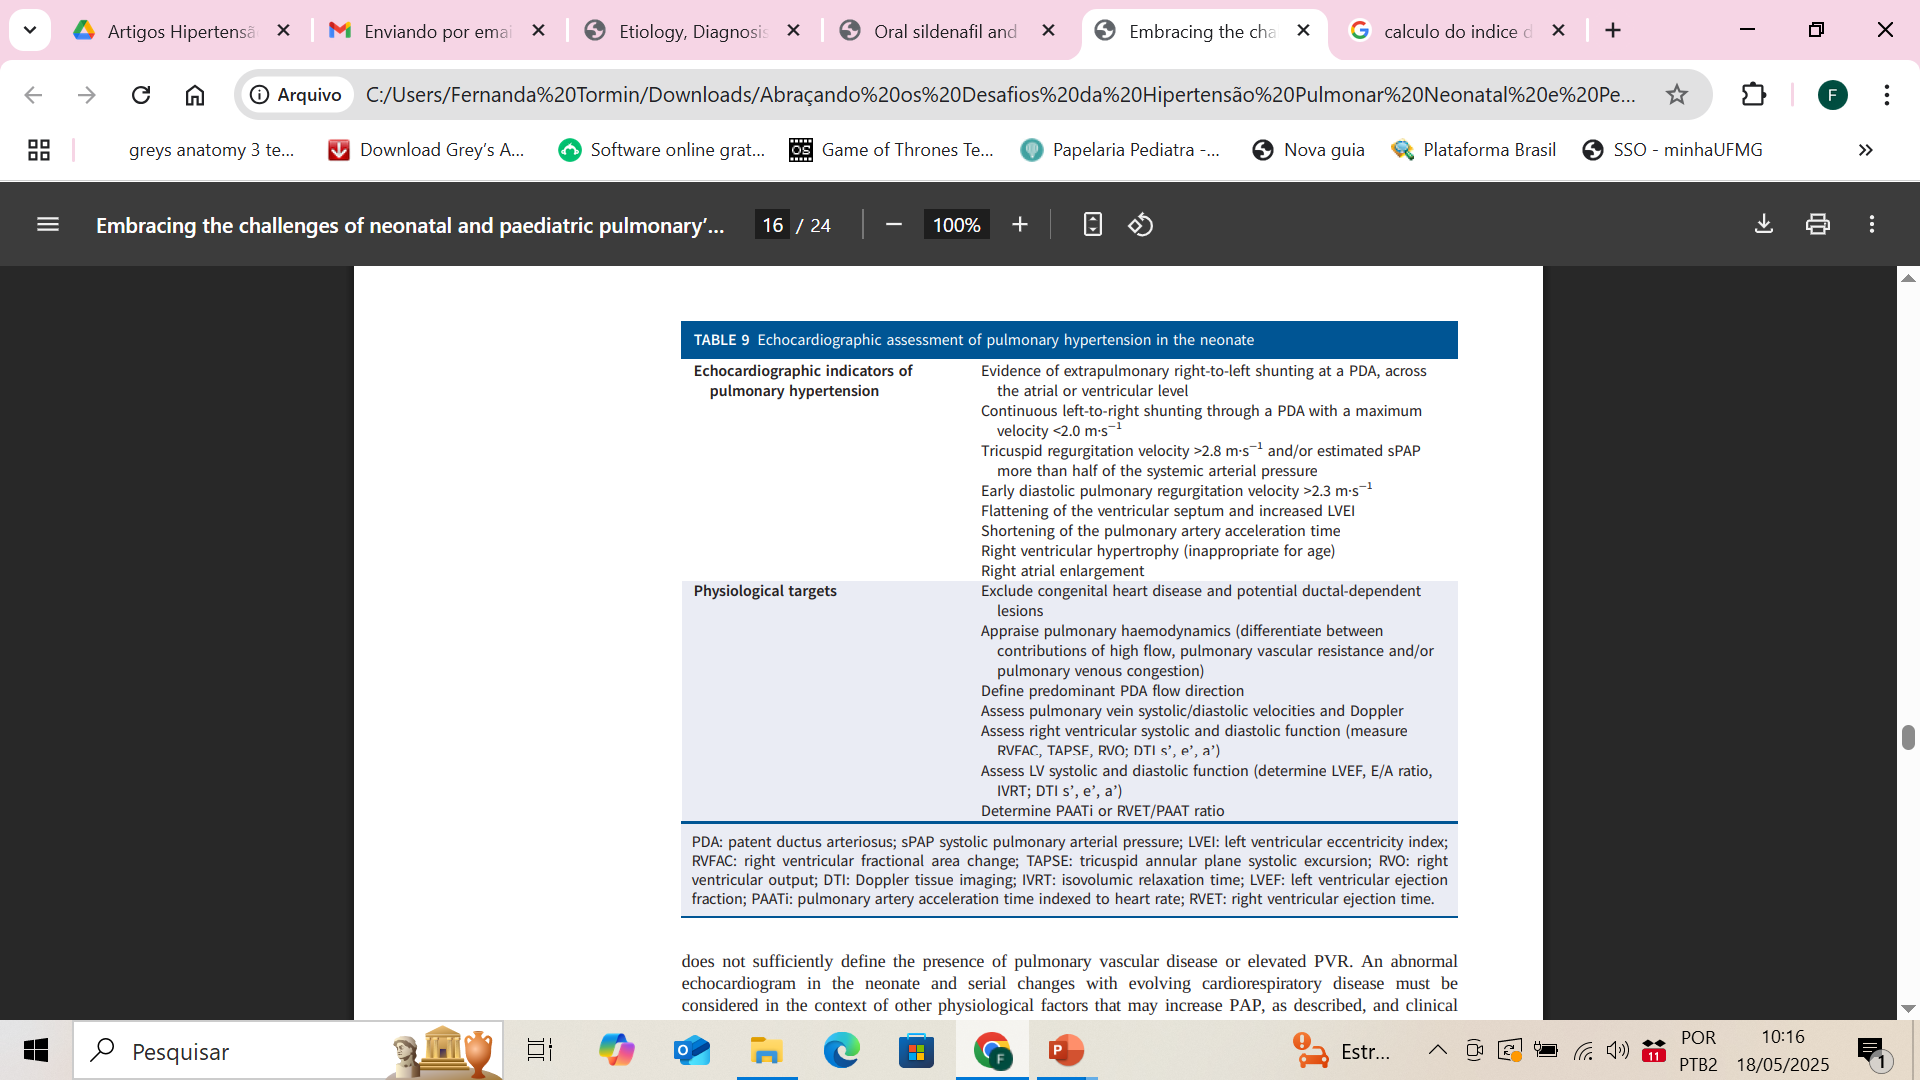 Artigos Hipertensã
Enviando por emai
Etiology, Diagnosis
Oral sildenafil and
Embracing the cha
calculo do indice d
Arquivo
C:/Users/Fernanda%20Tormin/Downloads/Abraçando%20os%20Desafios%20da%20Hipertensão%20Pulmonar%20Neonatal%20e%20Pe...
F
greys anatomy 3 te...
Download Grey's A...
Software online grat...
Game of Thrones Te...
Papelaria Pediatra -...
Nova guia
Plataforma Brasil
SSO - minhaUFMG
Embracing the challenges of neonatal and paediatric pulmonary'...
16 / 24
100%
TABLE 9 Echocardiographic assessment of pulmonary hypertension in the neonate
Echocardiographic indicators of
pulmonary hypertension
Evidence of extrapulmonary right-to-left shunting at a PDA, across
the atrial or ventricular level
Continuous left-to-right shunting through a PDA with a maximum
velocity <2.0 m·s⁻¹
Tricuspid regurgitation velocity >2.8 m·s⁻¹ and/or estimated sPAP
more than half of the systemic arterial pressure
Early diastolic pulmonary regurgitation velocity >2.3 m·s⁻¹
Flattening of the ventricular septum and increased LVEI
Shortening of the pulmonary artery acceleration time
Right ventricular hypertrophy (inappropriate for age)
Right atrial enlargement
Physiological targets
Exclude congenital heart disease and potential ductal-dependent
lesions
Appraise pulmonary haemodynamics (differentiate between
contributions of high flow, pulmonary vascular resistance and/or
pulmonary venous congestion)
Define predominant PDA flow direction
Assess pulmonary vein systolic/diastolic velocities and Doppler
Assess right ventricular systolic and diastolic function (measure
RVFAC, TAPSE, RVO; DTI s', e', a')
Assess LV systolic and diastolic function (determine LVEF, E/A ratio,
IVRT; DTI s', e', a')
Determine PAATi or RVET/PAAT ratio
PDA: patent ductus arteriosus; sPAP systolic pulmonary arterial pressure; LVEI: left ventricular eccentricity index;
RVFAC: right ventricular fractional area change; TAPSE: tricuspid annular plane systolic excursion; RVO: right
ventricular output; DTI: Doppler tissue imaging; IVRT: isovolumic relaxation time; LVEF: left ventricular ejection
fraction; PAATi: pulmonary artery acceleration time indexed to heart rate; RVET: right ventricular ejection time.
does not sufficiently define the presence of pulmonary vascular disease or elevated PVR. An abnormal
echocardiogram in the neonate and serial changes with evolving cardiorespiratory disease must be
considered in the context of other physiological factors that may increase PAP, as described, and clinical
Pesquisar
Estr...
11
POR
PTB2
10:16
18/05/2025
1